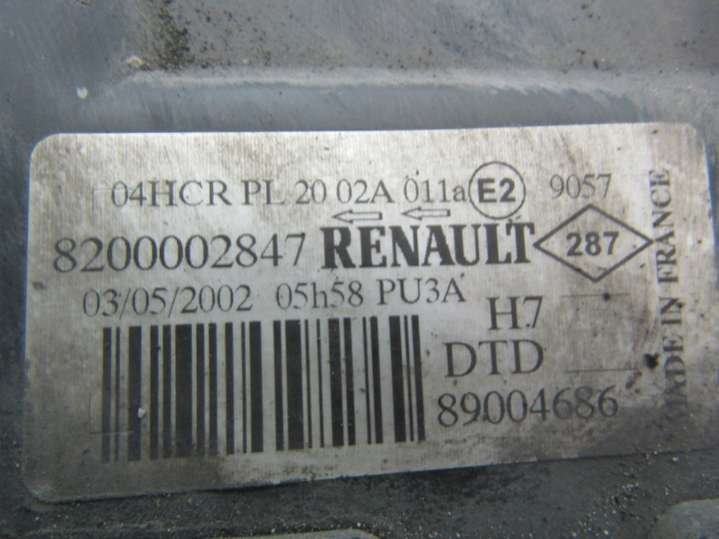 04HCR PL 20 02A 011a E2 9057
8200002847 RENAULT 287
03/05/2002 05h58 PU3A
H7
DTD
89004686
MADE IN FRANCE